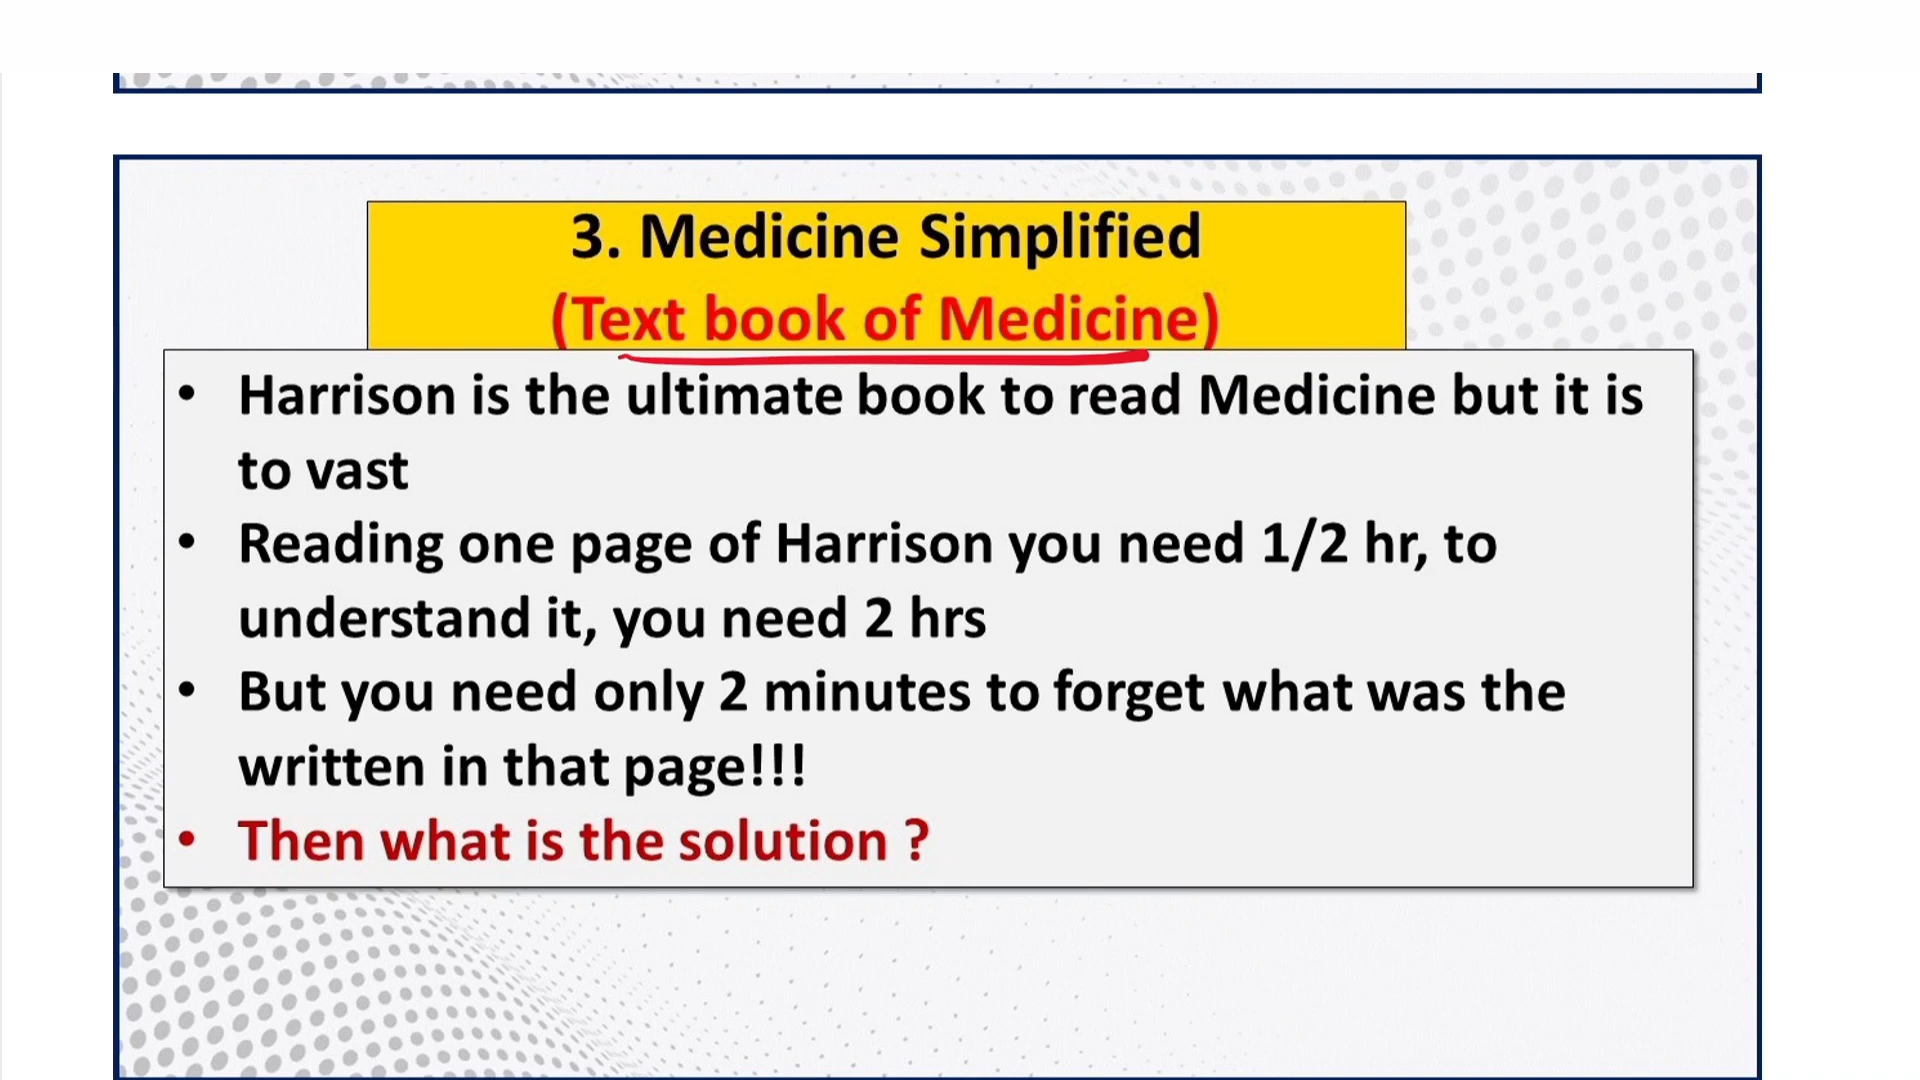 3. Medicine Simplified
(Text book of Medicine)
• Harrison is the ultimate book to read Medicine but it is
to vast
• Reading one page of Harrison you need 1/2 hr, to
understand it, you need 2 hrs
• But you need only 2 minutes to forget what was the
written in that page!!!
• Then what is the solution ?